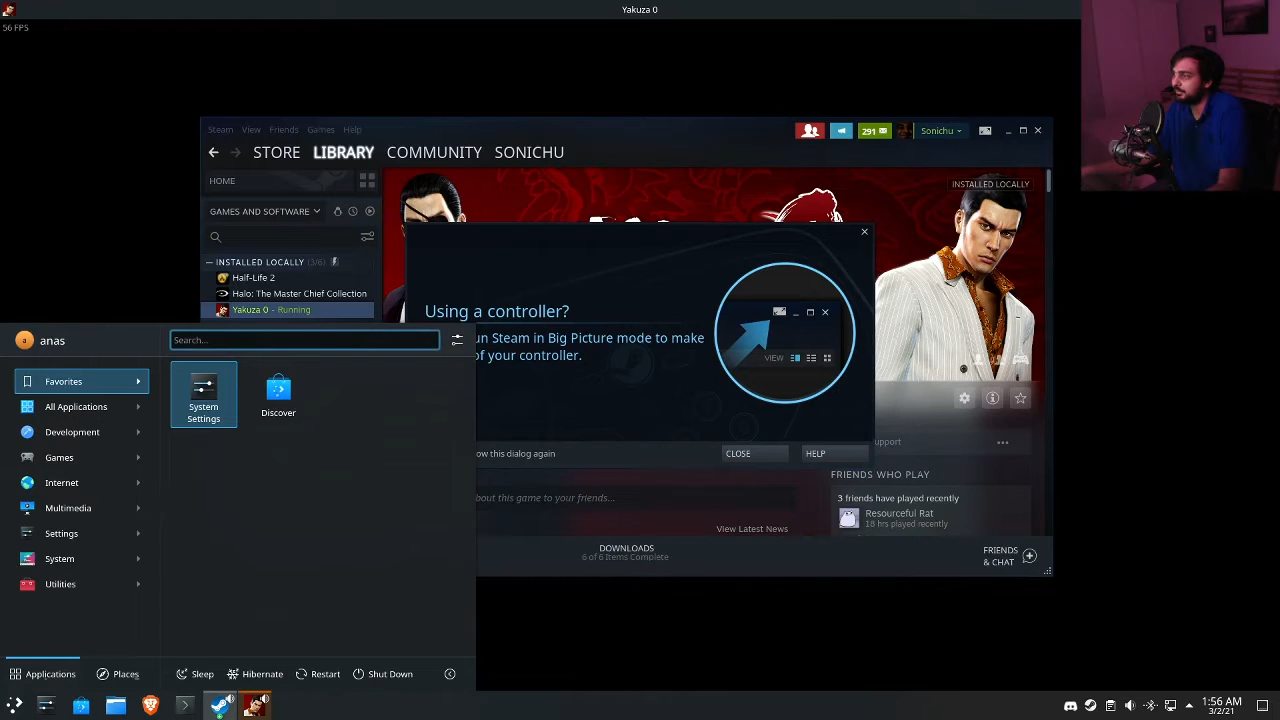 Yakuza 0
56 FPS
Steam View Friends Games Help
291
Sonichu
STORE LIBRARY COMMUNITY SONICHU
HOME
INSTALLED LOCALLY
GAMES AND SOFTWARE
INSTALLED LOCALLY (3/6)
Half-Life 2
Halo: The Master Chief Collection
Yakuza 0 - Running
Using a controller?
un Steam in Big Picture mode to make
of your controller.
VIEW
ow this dialog again
CLOSE
HELP
upport
FRIENDS WHO PLAY
3 friends have played recently
Resourceful Rat
18 hrs played recently
bout this game to your friends...
View Latest News
DOWNLOADS
6 of 6 Items Complete
FRIENDS
& CHAT
a anas
Search...
Favorites
All Applications
Development
Games
Internet
Multimedia
Settings
System
Utilities
System
Settings
Discover
Applications
Places
Sleep
Hibernate
Restart
Shut Down
1:56 AM
3/2/21